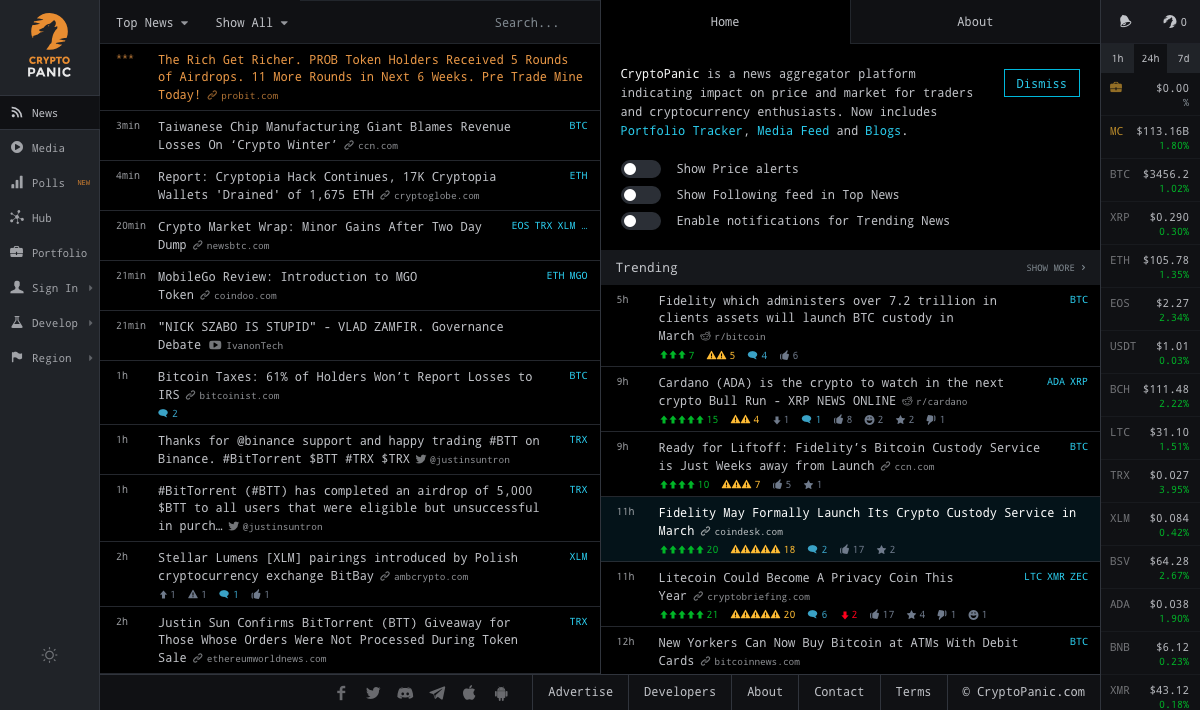 CRYPTO
PANIC
News
Media
Polls NEW
Hub
Portfolio
Sign In
Develop
Region
Top News
Show All
Search...
*** The Rich Get Richer. PROB Token Holders Received 5 Rounds
of Airdrops. 11 More Rounds in Next 6 Weeks. Pre Trade Mine
Today! probit.com
3min Taiwanese Chip Manufacturing Giant Blames Revenue BTC
Losses On ‘Crypto Winter’ ccn.com
4min Report: Cryptopia Hack Continues, 17K Cryptopia ETH
Wallets 'Drained' of 1,675 ETH cryptoglobe.com
20min Crypto Market Wrap: Minor Gains After Two Day EOS TRX XLM …
Dump newsbtc.com
21min MobileGo Review: Introduction to MGO ETH MGO
Token coindoo.com
21min "NICK SZABO IS STUPID" - VLAD ZAMFIR. Governance
Debate IvanonTech
1h Bitcoin Taxes: 61% of Holders Won’t Report Losses to BTC
IRS bitcoinist.com
2
1h Thanks for @binance support and happy trading #BTT on TRX
Binance. #BitTorrent $BTT #TRX $TRX @justinsuntron
1h #BitTorrent (#BTT) has completed an airdrop of 5,000 TRX
$BTT to all users that were eligible but unsuccessful
in purch… @justinsuntron
2h Stellar Lumens [XLM] pairings introduced by Polish XLM
cryptocurrency exchange BitBay ambcrypto.com
1 1 1 1
2h Justin Sun Confirms BitTorrent (BTT) Giveaway for TRX
Those Whose Orders Were Not Processed During Token
Sale ethereumworldnews.com
Home
About
CryptoPanic is a news aggregator platform
indicating impact on price and market for traders
and cryptocurrency enthusiasts. Now includes
Portfolio Tracker, Media Feed and Blogs.
Dismiss
Show Price alerts
Show Following feed in Top News
Enable notifications for Trending News
Trending SHOW MORE ›
5h Fidelity which administers over 7.2 trillion in BTC
clients assets will launch BTC custody in
March r/bitcoin
7 5 4 6
9h Cardano (ADA) is the crypto to watch in the next ADA XRP
crypto Bull Run - XRP NEWS ONLINE r/cardano
15 4 1 1 8 2 2 1
9h Ready for Liftoff: Fidelity’s Bitcoin Custody Service BTC
is Just Weeks away from Launch ccn.com
10 7 5 1
11h Fidelity May Formally Launch Its Crypto Custody Service in
March coindesk.com
20 18 2 17 2
11h Litecoin Could Become A Privacy Coin This LTC XMR ZEC
Year cryptobriefing.com
21 20 6 2 17 4 1 1
12h New Yorkers Can Now Buy Bitcoin at ATMs With Debit BTC
Cards bitcoinnews.com
0
1h 24h 7d
$0.00
%
MC $113.16B
1.80%
BTC $3456.2
1.02%
XRP $0.290
0.30%
ETH $105.78
1.35%
EOS $2.27
2.34%
USDT $1.01
0.03%
BCH $111.48
2.22%
LTC $31.10
1.51%
TRX $0.027
3.95%
XLM $0.084
0.42%
BSV $64.28
2.67%
ADA $0.038
1.90%
BNB $6.12
0.23%
XMR $43.12
0.18%
Advertise
Developers
About
Contact
Terms
© CryptoPanic.com